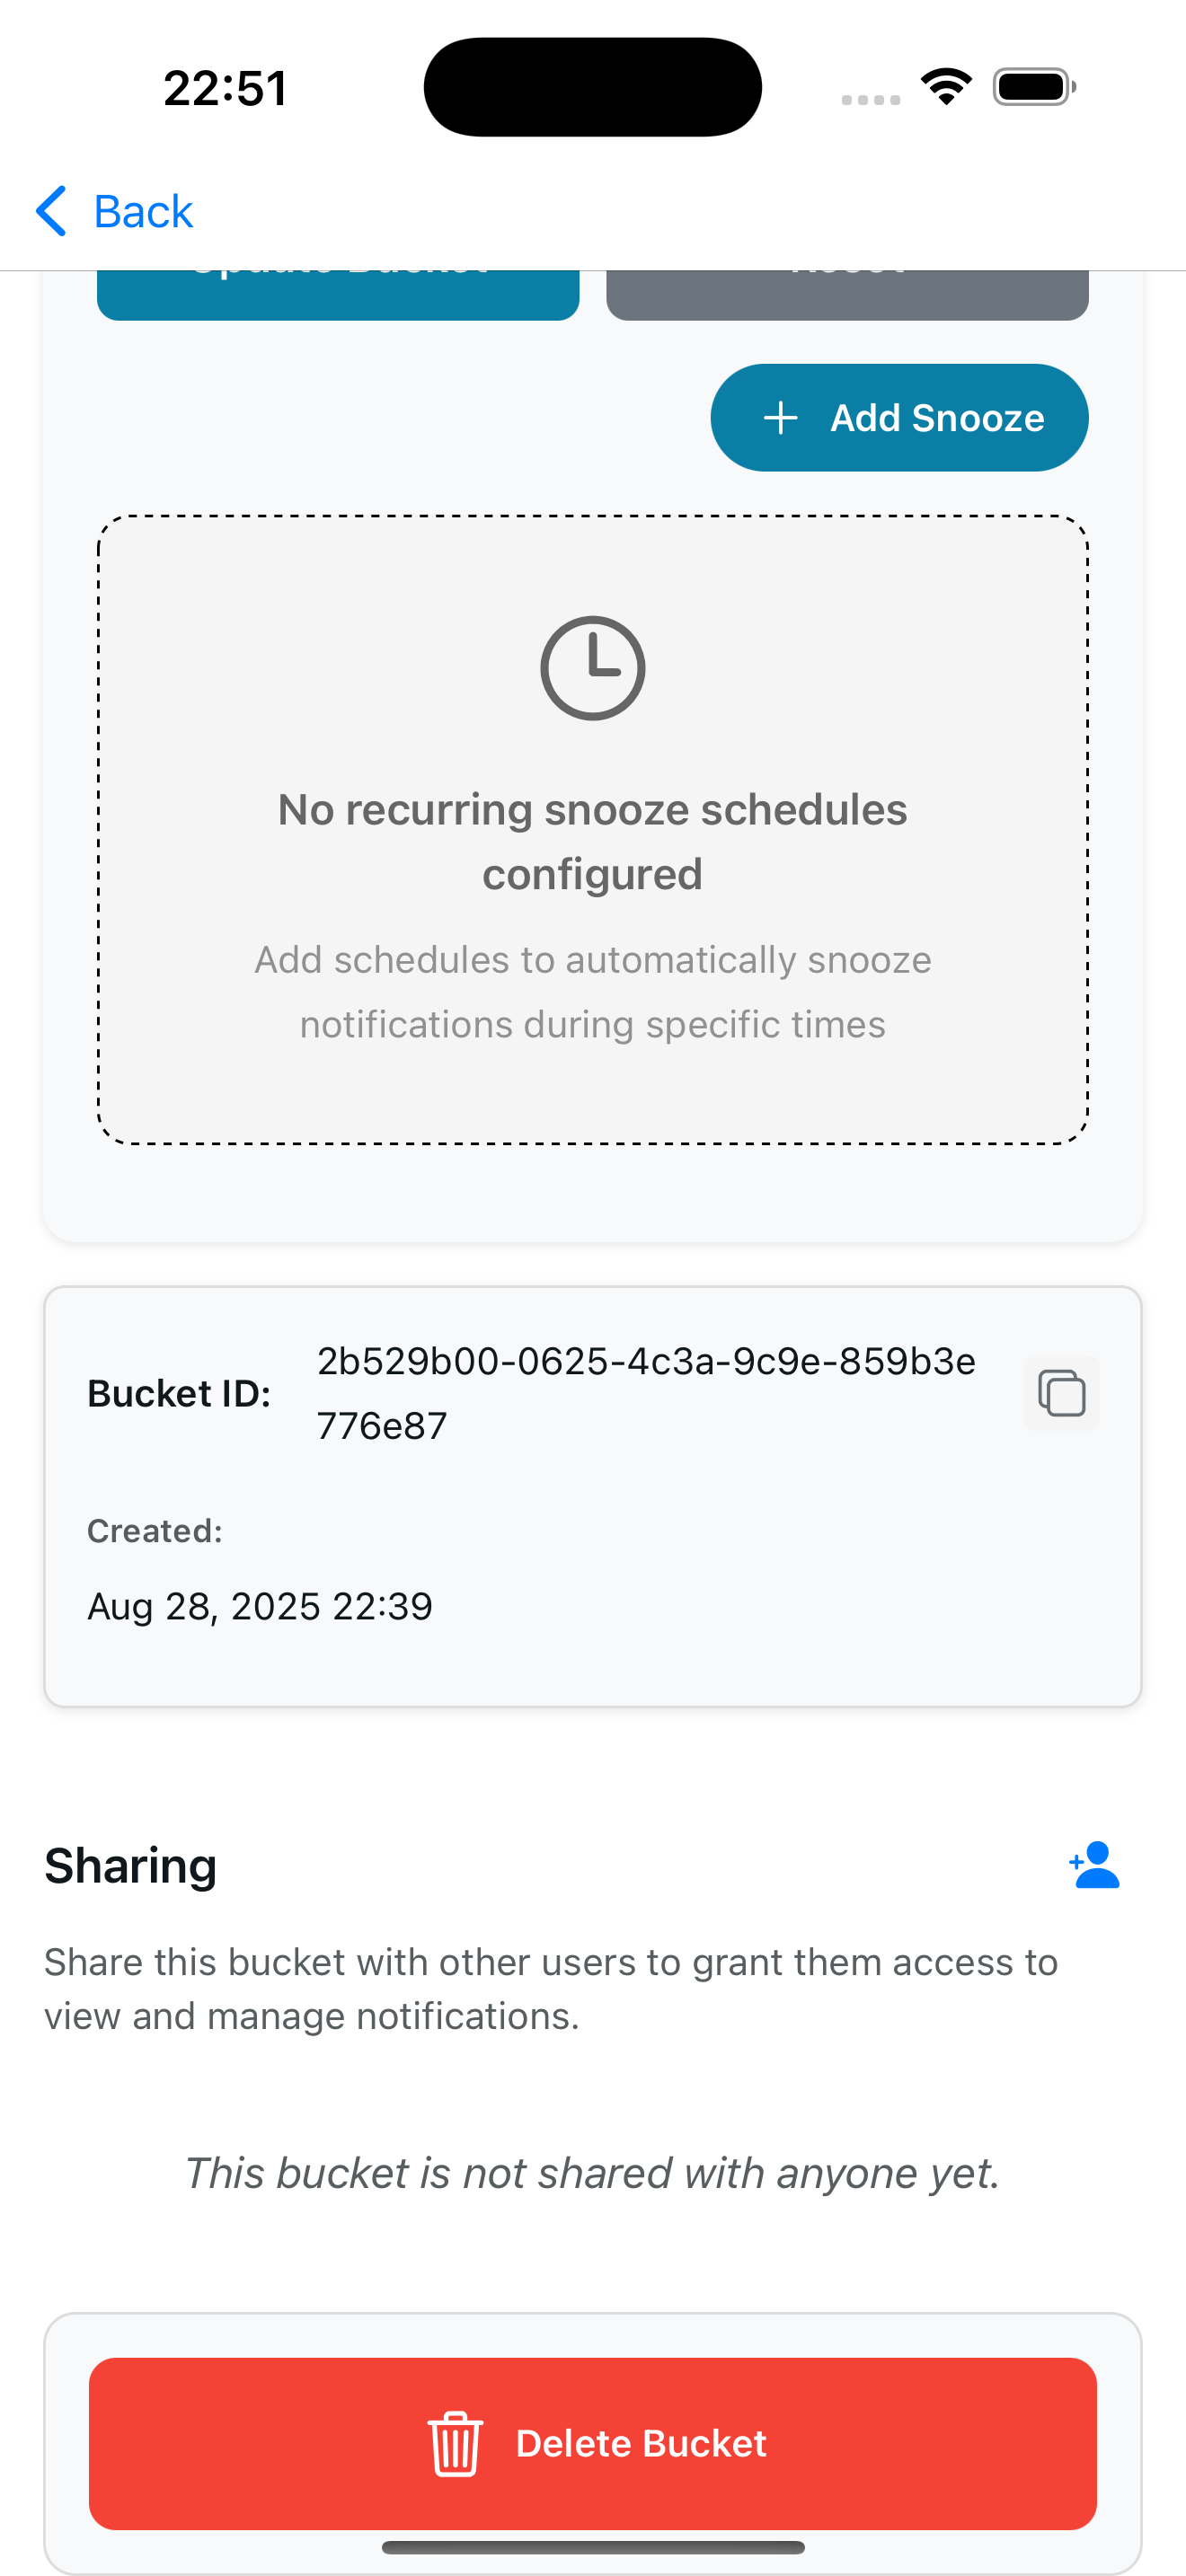 22:51
Back
Add Snooze
No recurring snooze schedules
configured
Add schedules to automatically snooze
notifications during specific times
Bucket ID:
2b529b00-0625-4c3a-9c9e-859b3e
776e87
Created:
Aug 28, 2025 22:39
Sharing
Share this bucket with other users to grant them access to
view and manage notifications.
This bucket is not shared with anyone yet.
Delete Bucket